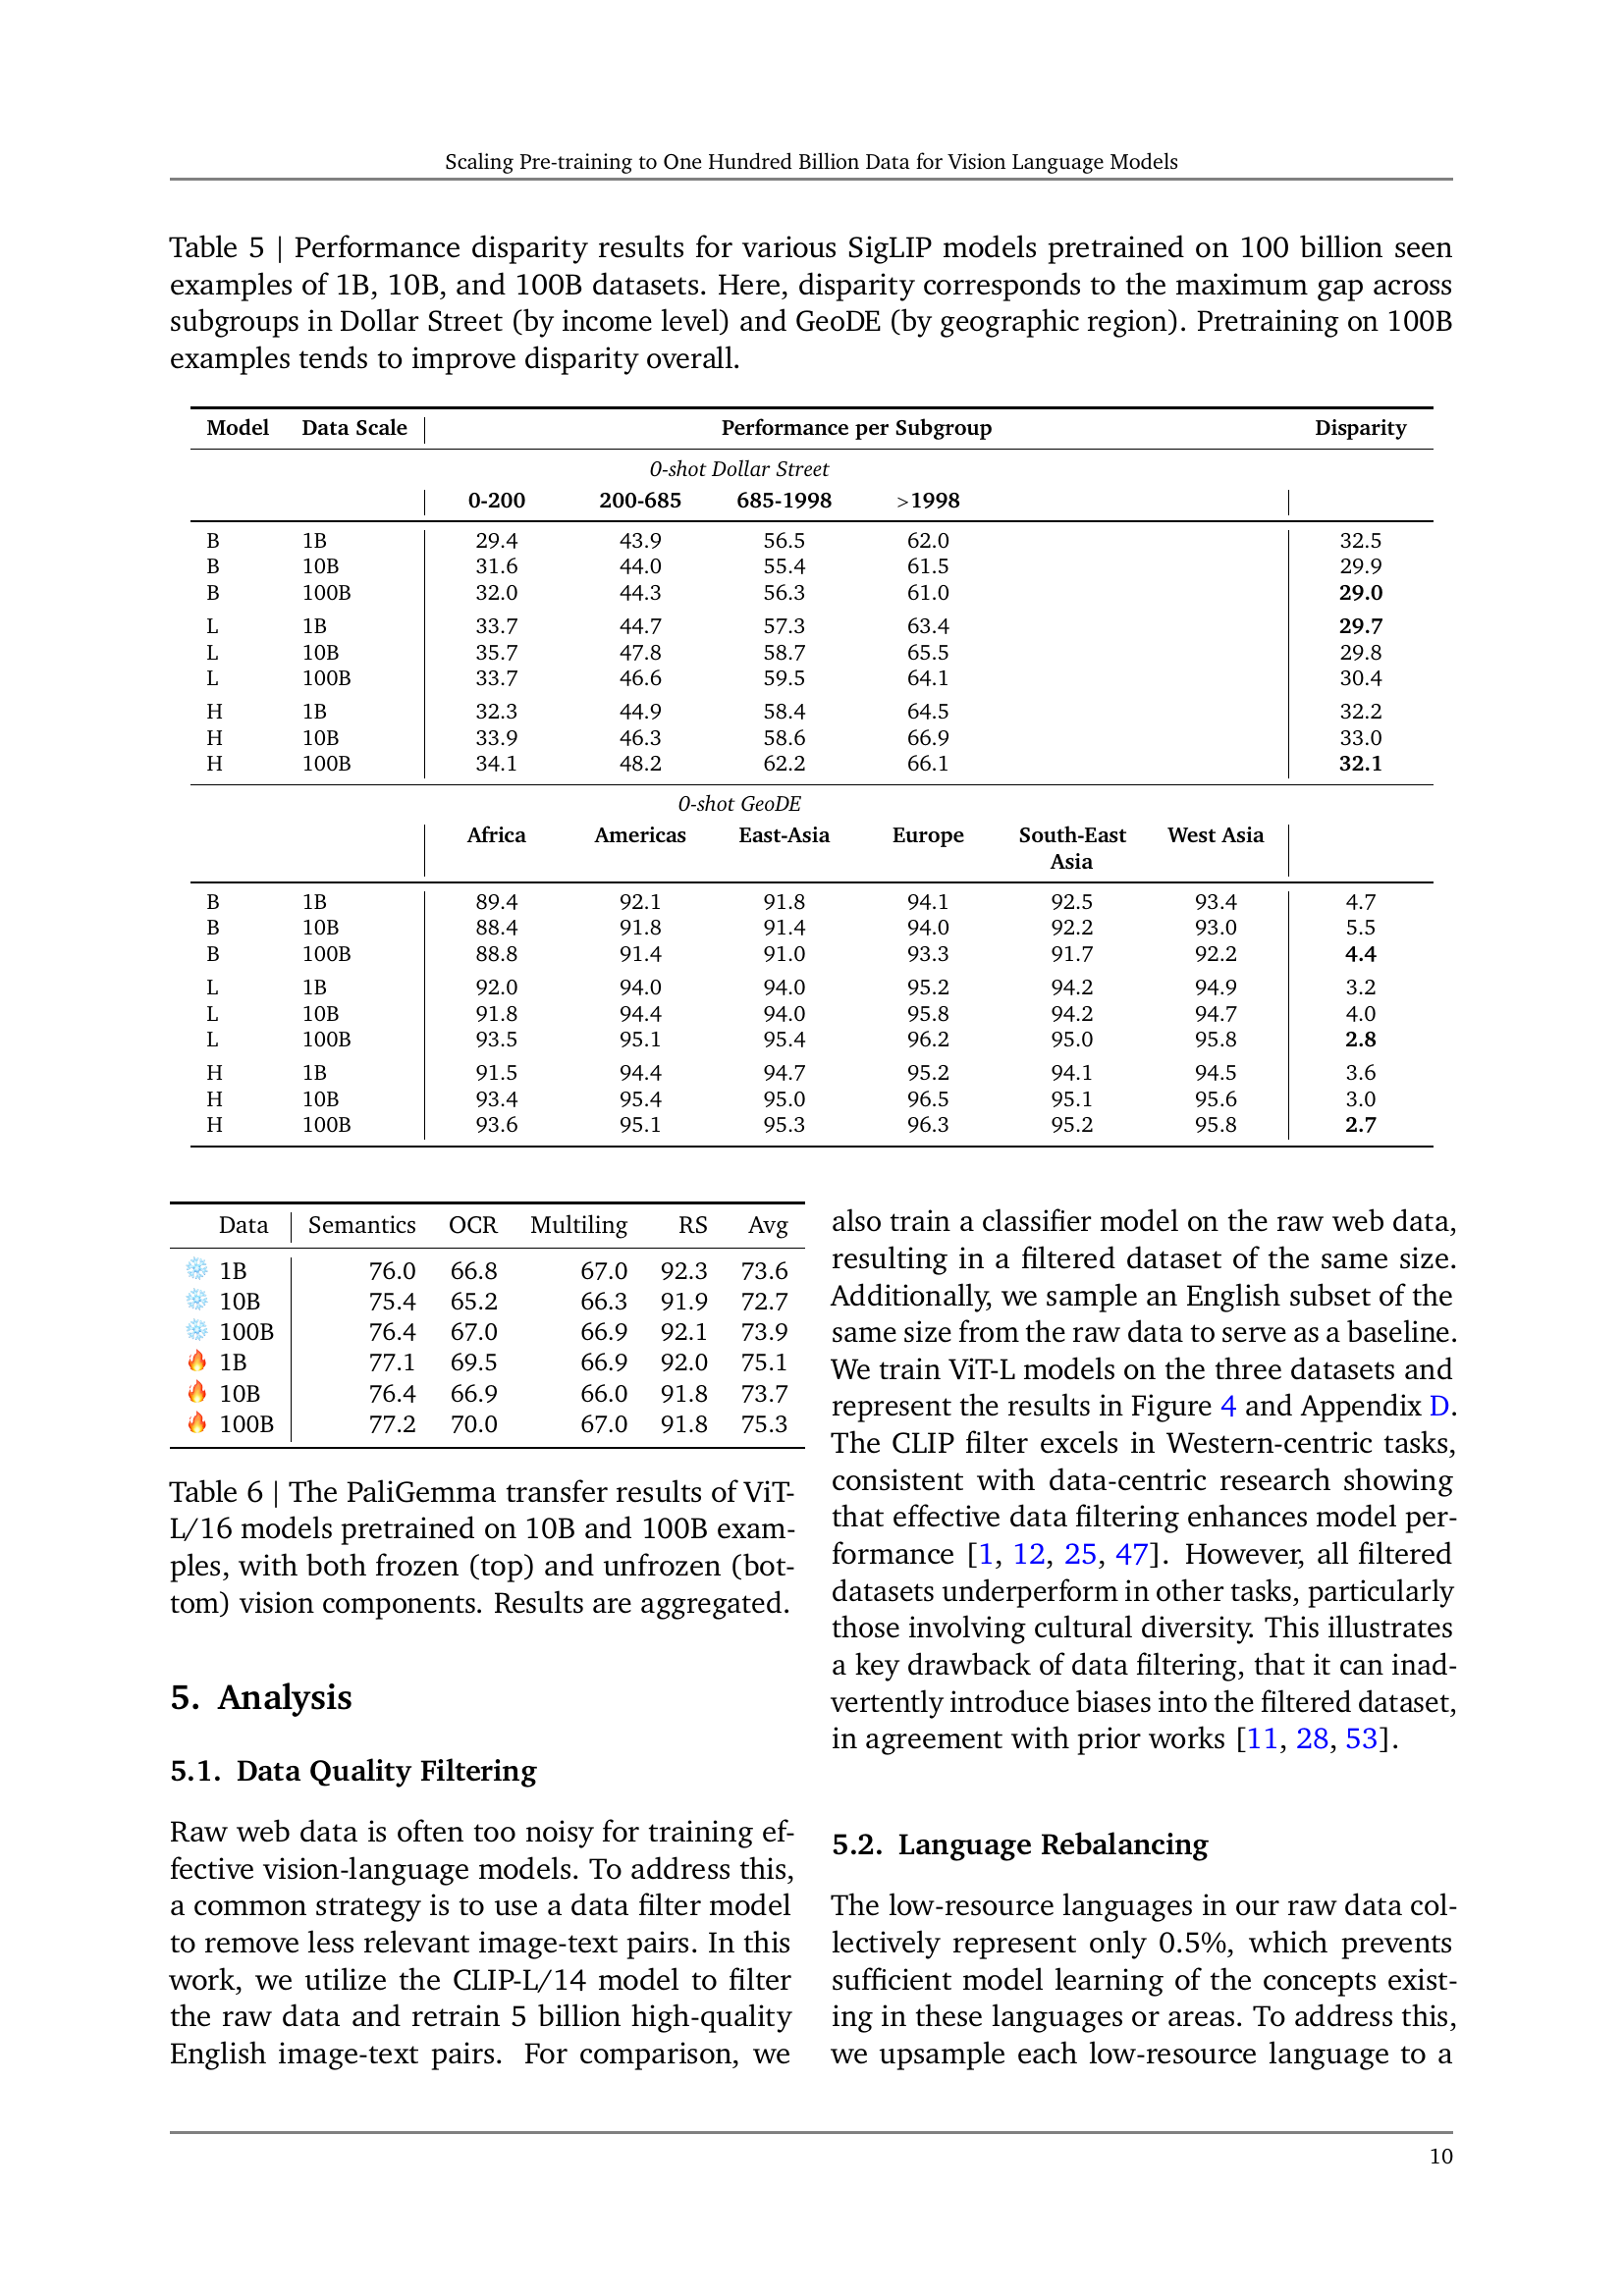 Scaling Pre-training to One Hundred Billion Data for Vision Language Models
Table 5 | Performance disparity results for various SigLIP models pretrained on 100 billion seen
examples of 1B, 10B, and 100B datasets. Here, disparity corresponds to the maximum gap across
subgroups in Dollar Street (by income level) and GeoDE (by geographic region). Pretraining on 100B
examples tends to improve disparity overall.
Model Data Scale Performance per Subgroup Disparity
0-shot Dollar Street
0-200 200-685 685-1998 >1998
B 1B 29.4 43.9 56.5 62.0 32.5
B 10B 31.6 44.0 55.4 61.5 29.9
B 100B 32.0 44.3 56.3 61.0 29.0
L 1B 33.7 44.7 57.3 63.4 29.7
L 10B 35.7 47.8 58.7 65.5 29.8
L 100B 33.7 46.6 59.5 64.1 30.4
H 1B 32.3 44.9 58.4 64.5 32.2
H 10B 33.9 46.3 58.6 66.9 33.0
H 100B 34.1 48.2 62.2 66.1 32.1
0-shot GeoDE
Africa Americas East-Asia Europe South-East West Asia
Asia
B 1B 89.4 92.1 91.8 94.1 92.5 93.4 4.7
B 10B 88.4 91.8 91.4 94.0 92.2 93.0 5.5
B 100B 88.8 91.4 91.0 93.3 91.7 92.2 4.4
L 1B 92.0 94.0 94.0 95.2 94.2 94.9 3.2
L 10B 91.8 94.4 94.0 95.8 94.2 94.7 4.0
L 100B 93.5 95.1 95.4 96.2 95.0 95.8 2.8
H 1B 91.5 94.4 94.7 95.2 94.1 94.5 3.6
H 10B 93.4 95.4 95.0 96.5 95.1 95.6 3.0
H 100B 93.6 95.1 95.3 96.3 95.2 95.8 2.7
Data Semantics OCR Multiling RS Avg
1B 76.0 66.8 67.0 92.3 73.6
10B 75.4 65.2 66.3 91.9 72.7
100B 76.4 67.0 66.9 92.1 73.9
1B 77.1 69.5 66.9 92.0 75.1
10B 76.4 66.9 66.0 91.8 73.7
100B 77.2 70.0 67.0 91.8 75.3
Table 6 | The PaliGemma transfer results of ViT-
L/16 models pretrained on 10B and 100B exam-
ples, with both frozen (top) and unfrozen (bot-
tom) vision components. Results are aggregated.
5. Analysis
5.1. Data Quality Filtering
Raw web data is often too noisy for training ef-
fective vision-language models. To address this,
a common strategy is to use a data filter model
to remove less relevant image-text pairs. In this
work, we utilize the CLIP-L/14 model to filter
the raw data and retrain 5 billion high-quality
English image-text pairs. For comparison, we
also train a classifier model on the raw web data,
resulting in a filtered dataset of the same size.
Additionally, we sample an English subset of the
same size from the raw data to serve as a baseline.
We train ViT-L models on the three datasets and
represent the results in Figure 4 and Appendix D.
The CLIP filter excels in Western-centric tasks,
consistent with data-centric research showing
that effective data filtering enhances model per-
formance [1, 12, 25, 47]. However, all filtered
datasets underperform in other tasks, particularly
those involving cultural diversity. This illustrates
a key drawback of data filtering, that it can inad-
vertently introduce biases into the filtered dataset,
in agreement with prior works [11, 28, 53].
5.2. Language Rebalancing
The low-resource languages in our raw data col-
lectively represent only 0.5%, which prevents
sufficient model learning of the concepts exist-
ing in these languages or areas. To address this,
we upsample each low-resource language to a
10